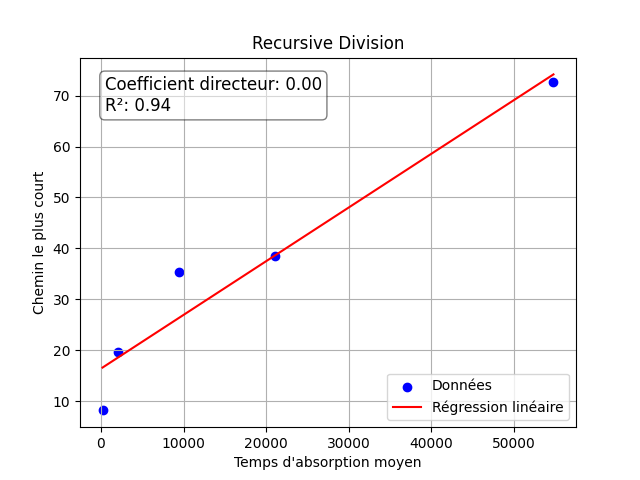 Recursive Division
Coefficient directeur: 0.00
R²: 0.94
Chemin le plus court
70
60
50
40
30
20
10
Données
Régression linéaire
0
10000
20000
30000
40000
50000
Temps d'absorption moyen